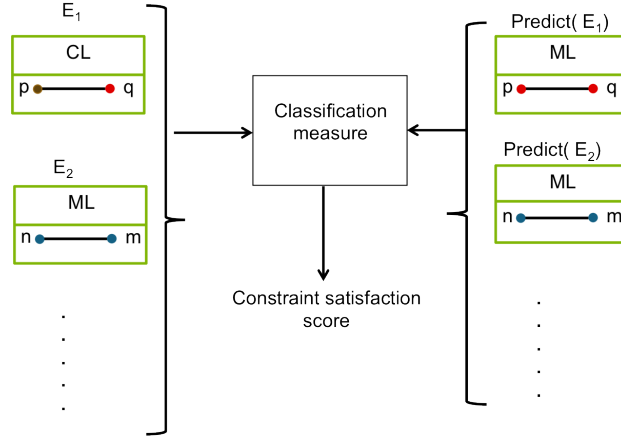 E1
CL
p q
E2
ML
n m
Classification
measure
Constraint satisfaction
score
Predict( E1)
ML
p q
Predict( E2)
ML
n m